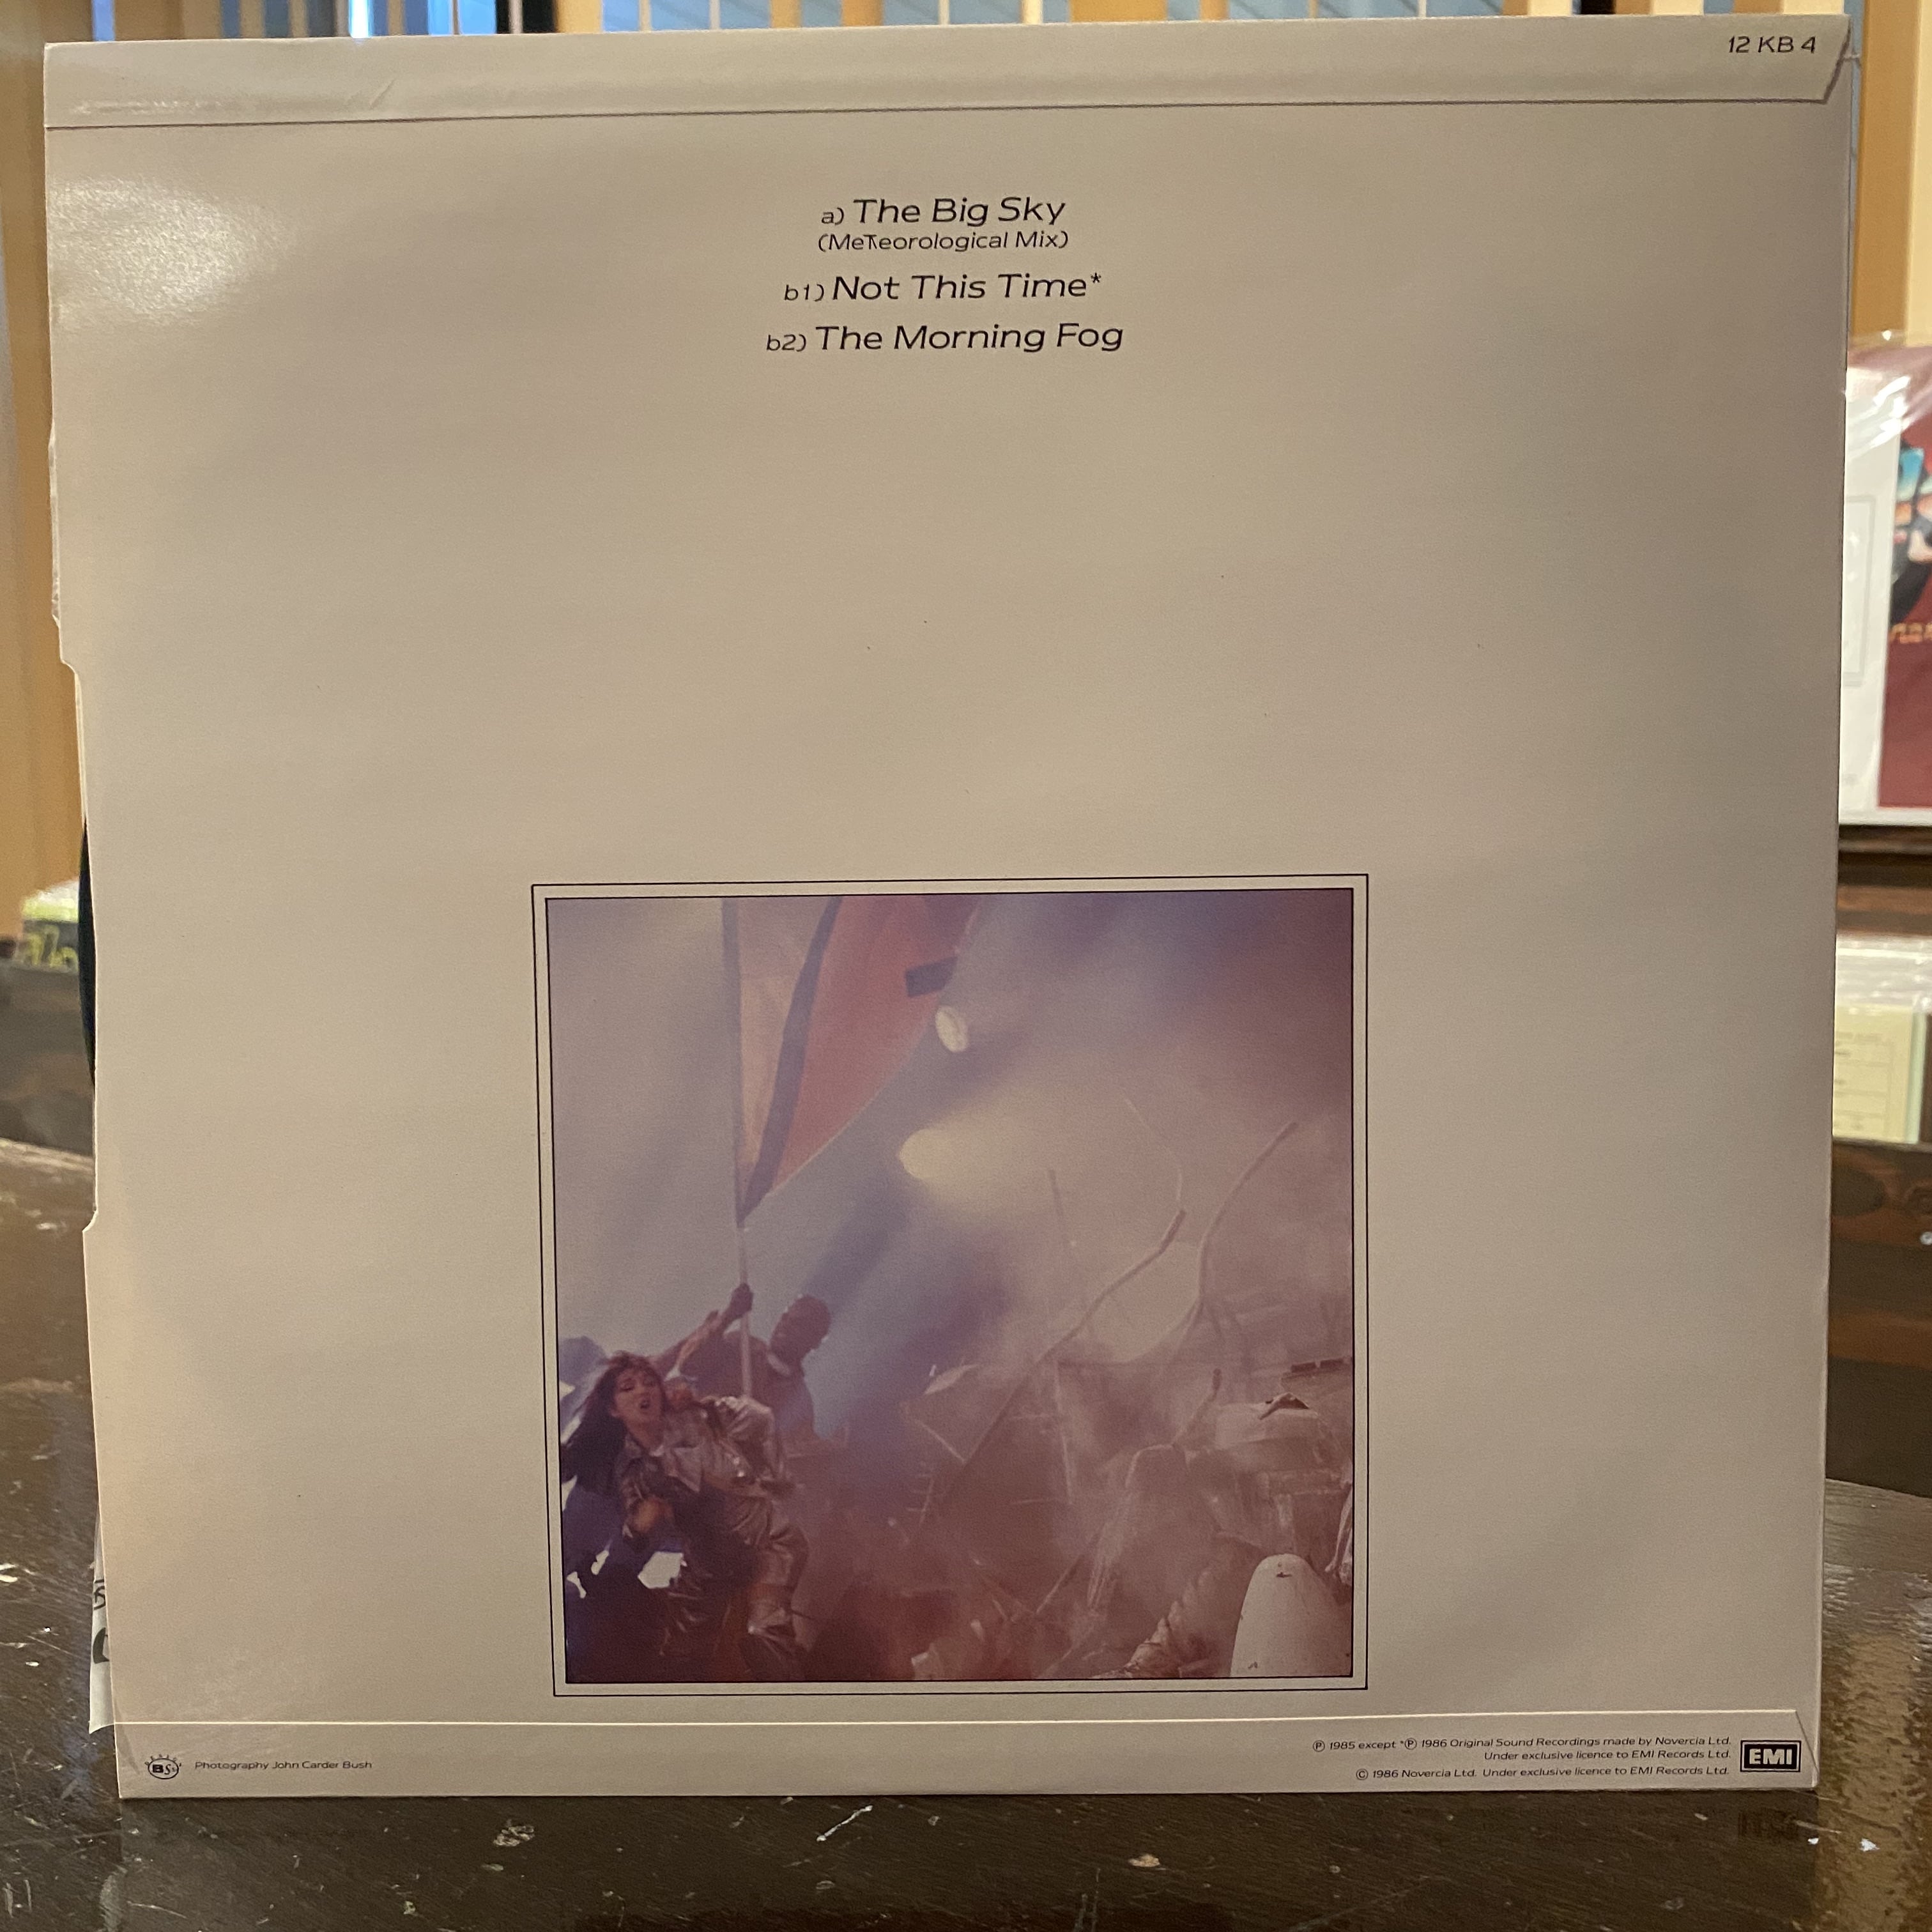 12 KB 4
a) The Big Sky
(MeTeorological Mix)
b1) Not This Time*
b2) The Morning Fog
Photography John Carder Bush
Ⓟ 1985 except *Ⓟ 1986 Original Sound Recordings made by Novercia Ltd.
Under exclusive licence to EMI Records Ltd.
© 1986 Novercia Ltd. Under exclusive licence to EMI Records Ltd.
EMI